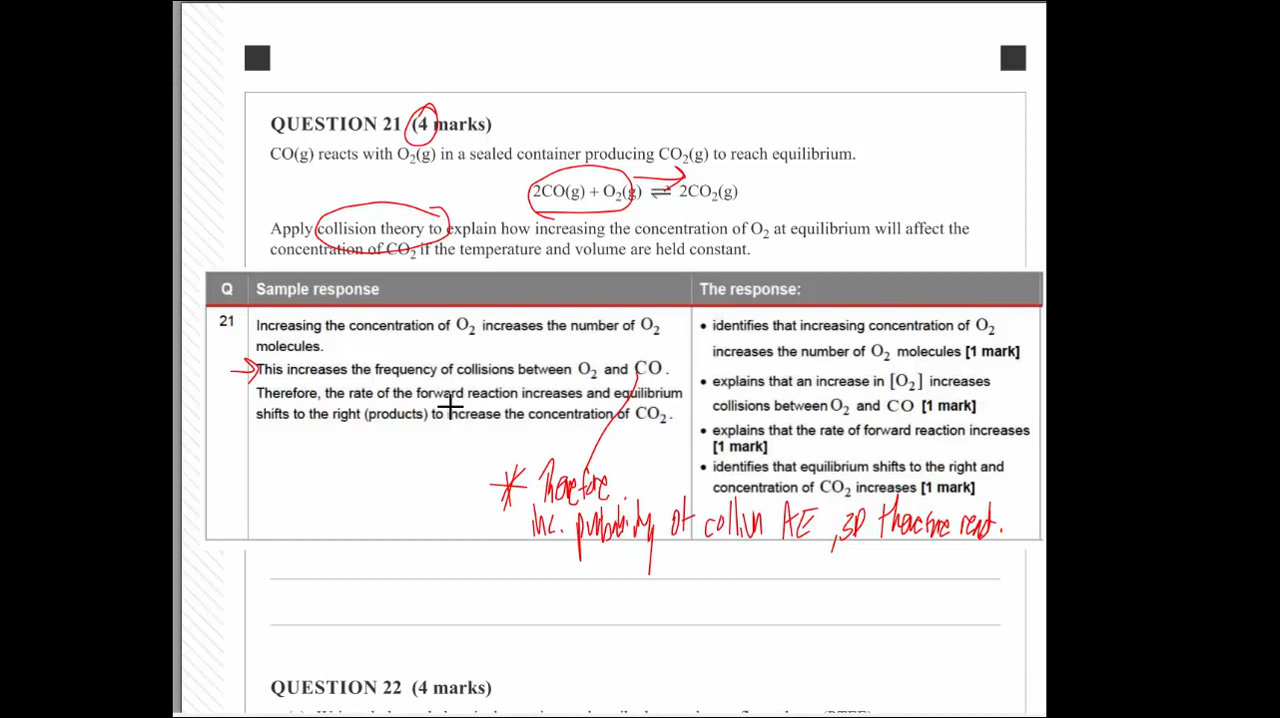 QUESTION 21 (4 marks)
CO(g) reacts with O₂(g) in a sealed container producing CO₂(g) to reach equilibrium.
2CO(g) + O₂(g) ⇌ 2CO₂(g)
Apply collision theory to explain how increasing the concentration of O₂ at equilibrium will affect the
concentration of CO₂ if the temperature and volume are held constant.
Q Sample response The response:
21
Increasing the concentration of O₂ increases the number of O₂
molecules.
This increases the frequency of collisions between O₂ and CO.
Therefore, the rate of the forward reaction increases and equilibrium
shifts to the right (products) to increase the concentration of CO₂.
• identifies that increasing concentration of O₂
increases the number of O₂ molecules [1 mark]
• explains that an increase in [O₂] increases
collisions between O₂ and CO [1 mark]
• explains that the rate of forward reaction increases
[1 mark]
• identifies that equilibrium shifts to the right and
concentration of CO₂ increases [1 mark]
* Therefore
inc. probability of AE, therefore
QUESTION 22 (4 marks)